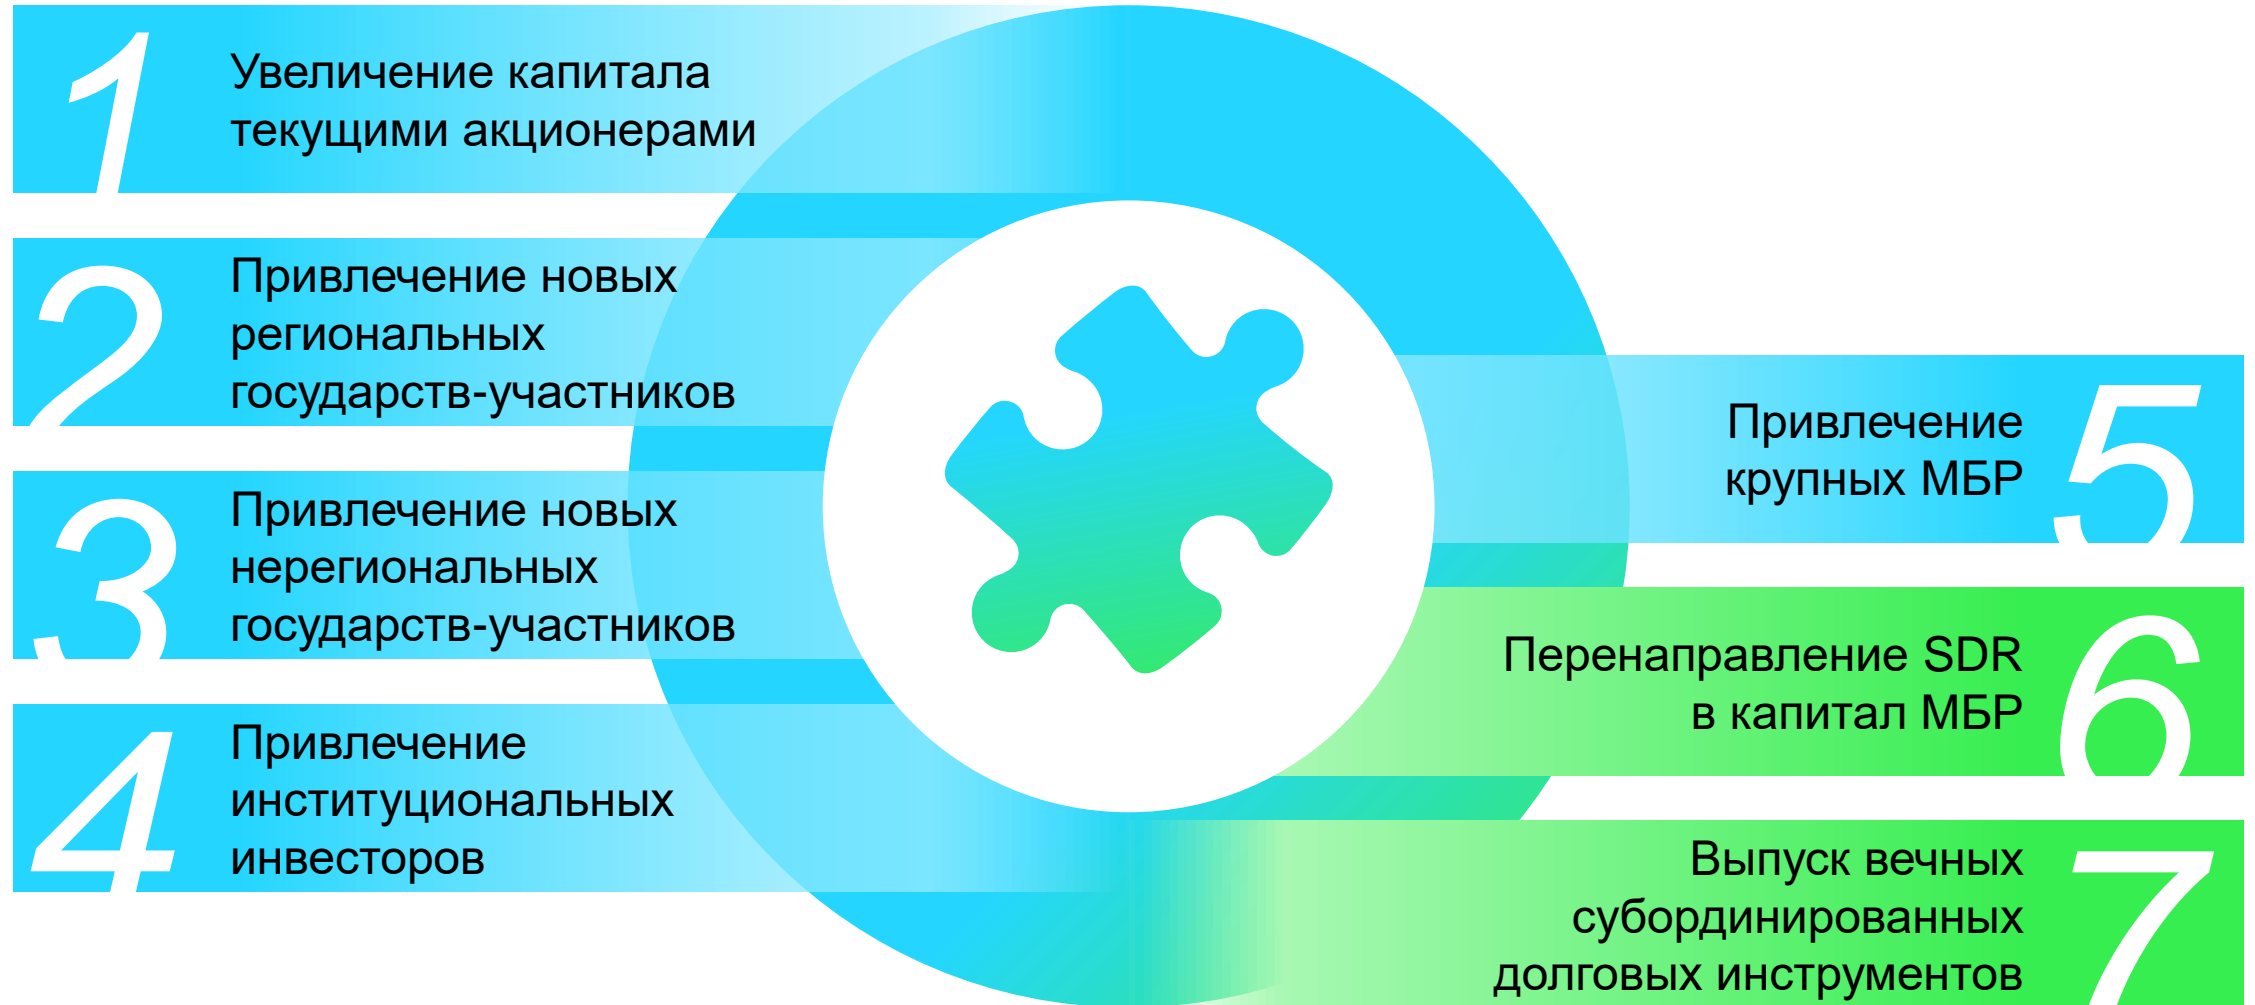 1
Увеличение капитала
текущими акционерами
2
Привлечение новых
региональных
государств-участников
3
Привлечение новых
нерегиональных
государств-участников
4
Привлечение
институциональных
инвесторов
5
Привлечение
крупных МБР
6
Перенаправление SDR
в капитал МБР
7
Выпуск вечных
субординированных
долговых инструментов